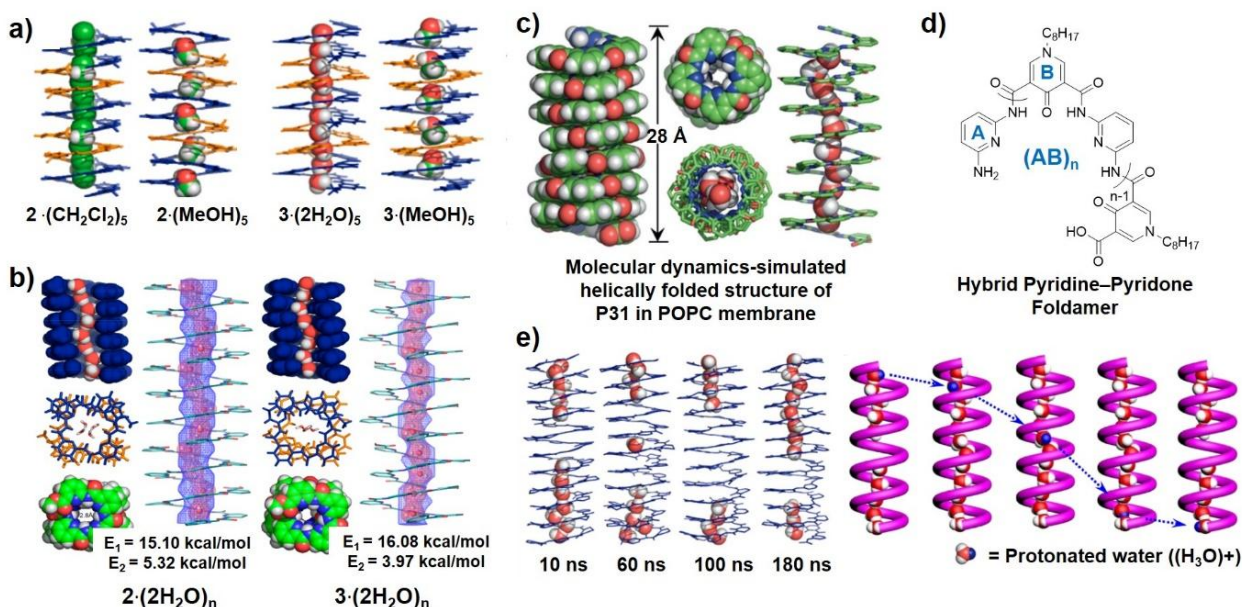 a)
2·(CH₂Cl₂)₅
2·(MeOH)₅
3·(2H₂O)₅
3·(MeOH)₅
b)
2.8Å
E₁ = 15.10 kcal/mol
E₂ = 5.32 kcal/mol
2·(2H₂O)ₙ
E₁ = 16.08 kcal/mol
E₂ = 3.97 kcal/mol
3·(2H₂O)ₙ
c)
28 Å
Molecular dynamics-simulated
helically folded structure of
P31 in POPC membrane
d)
C₈H₁₇
N
B
O
O
O
NH
HN
A
N
N
NH₂
(AB)ₙ
HN
O
n-1
O
HO
N
O
C₈H₁₇
Hybrid Pyridine–Pyridone
Foldamer
e)
10 ns
60 ns
100 ns
180 ns
= Protonated water ((H₃O)+)